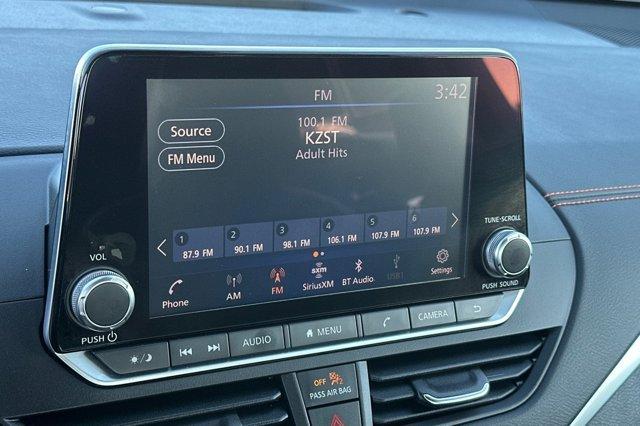 FM
3:42
Source
FM Menu
100.1 FM
KZST
Adult Hits
1 87.9 FM
2 90.1 FM
3 98.1 FM
4 106.1 FM
5 107.9 FM
6 107.9 FM
Phone
AM
FM
sxm
SiriusXM
BT Audio
USB1
Settings
VOL
PUSH
TUNE·SCROLL
PUSH SOUND
AUDIO
MENU
CAMERA
OFF
PASS AIR BAG